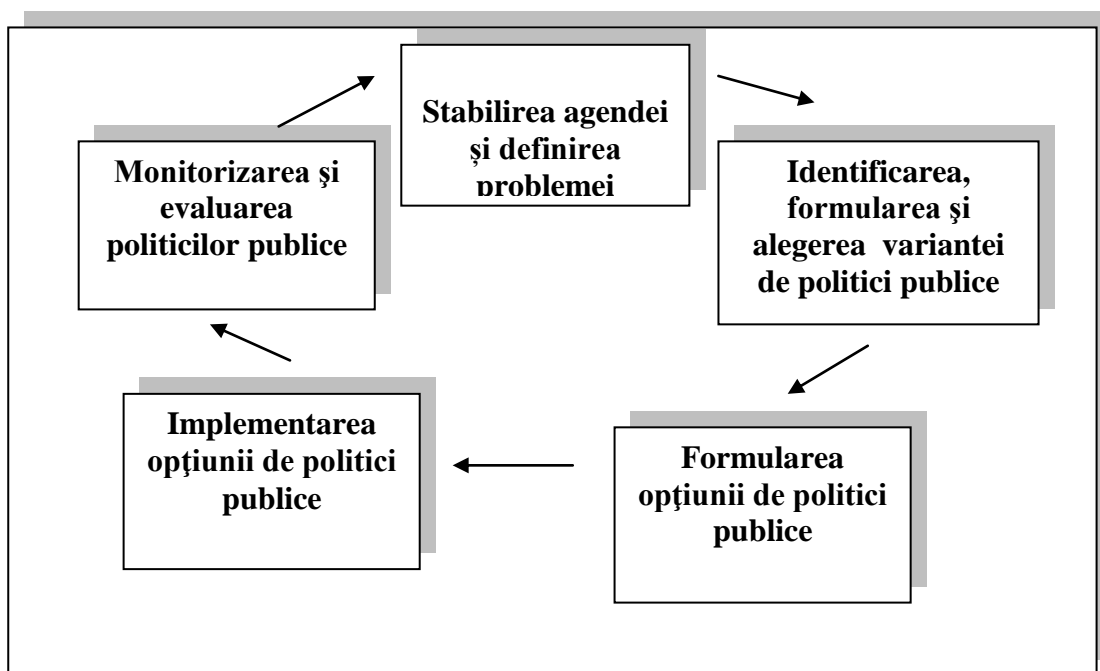 Stabilirea agendei
și definirea
problemei
Identificarea,
formularea şi
alegerea variantei
de politici publice
Formularea
opţiunii de politici
publice
Implementarea
opţiunii de politici
publice
Monitorizarea şi
evaluarea
politicilor publice